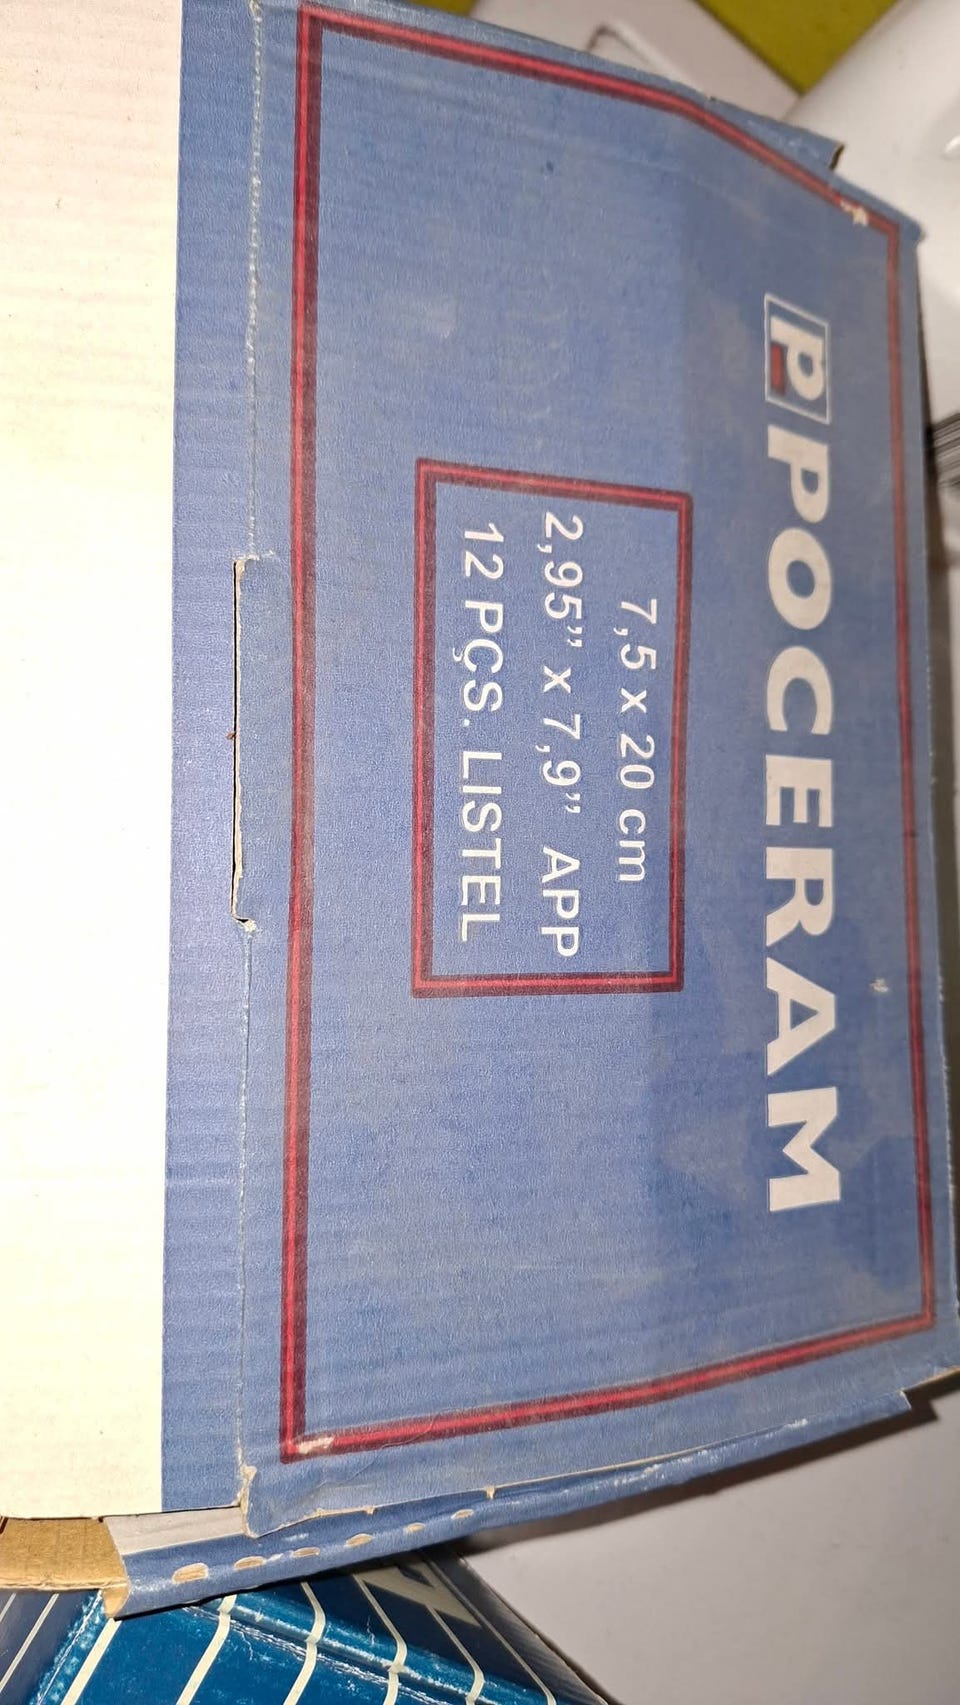 P POCERAM
7,5 x 20 cm
2,95” x 7,9” APP
12 PÇS. LISTEL